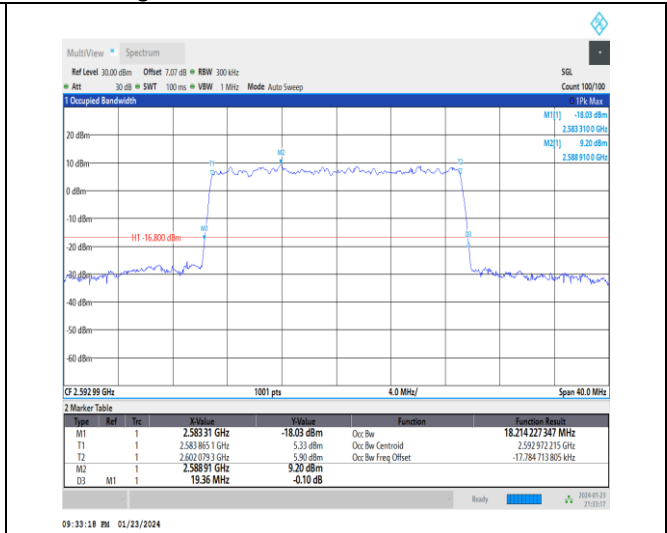 MultiView Spectrum
Ref Level 30.00 dBm Offset 7.07 dB RBW 300 kHz SGL
Att 30 dB SWT 100 ms VBW 1 MHz Mode Auto Sweep Count 100/100
1 Occupied Bandwidth 1Pk Max
M1[1] -18.03 dBm
2.583 310 0 GHz
M2[1] 9.20 dBm
2.588 910 0 GHz
20 dBm
M2
10 dBm
T1 T2
0 dBm
-10 dBm
M1 D3
H1 -16.800 dBm
-20 dBm
-30 dBm
-40 dBm
-50 dBm
-60 dBm
CF 2.592 99 GHz 1001 pts 4.0 MHz/ Span 40.0 MHz
2 Marker Table
Type Ref Trc X-Value Y-Value Function Function Result
M1 1 2.583 31 GHz -18.03 dBm Occ Bw 18.214 227 347 MHz
T1 1 2.583 865 1 GHz 5.33 dBm Occ Bw Centroid 2.592 972 215 GHz
T2 1 2.602 079 3 GHz 5.90 dBm Occ Bw Freq Offset -17.784 713 805 kHz
M2 1 2.588 91 GHz 9.20 dBm
D3 M1 1 19.36 MHz -0.10 dB
Ready 2024-01-23
21:33:17
09:33:18 PM 01/23/2024